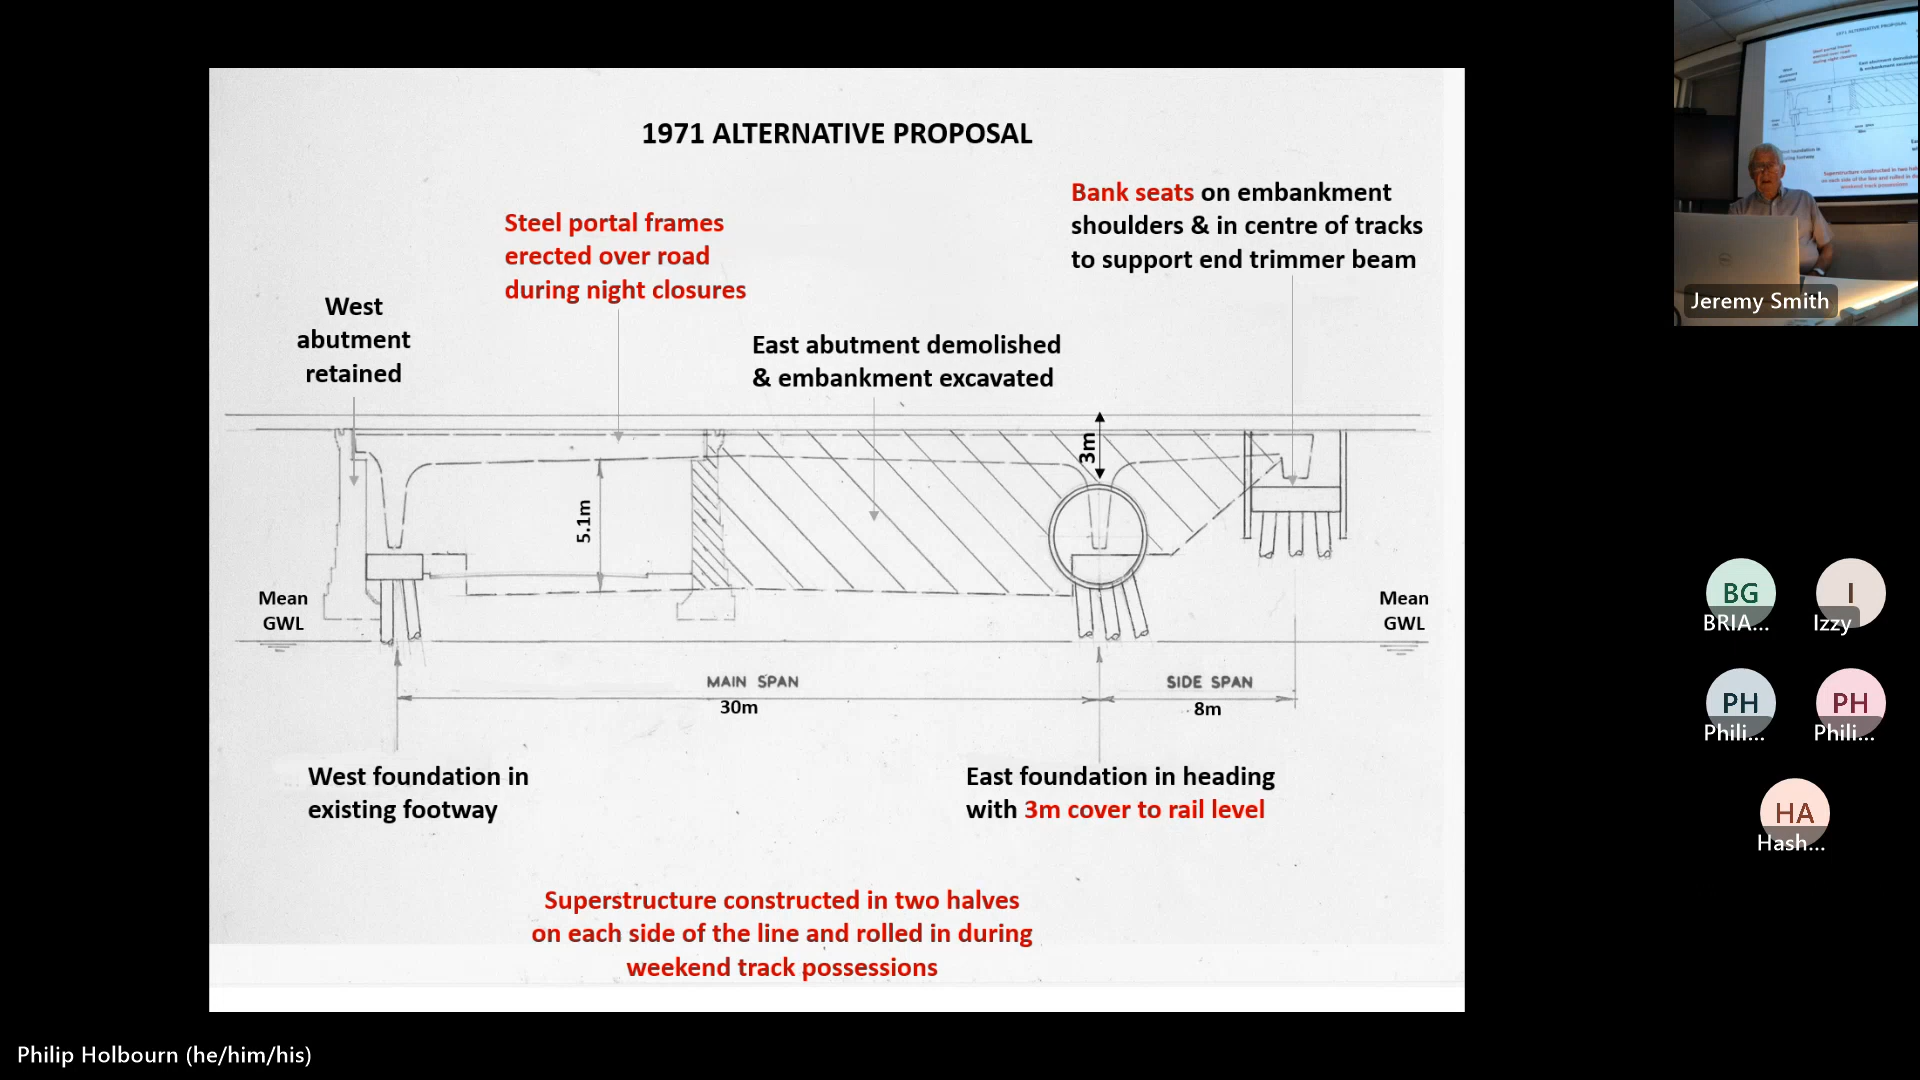 1971 ALTERNATIVE PROPOSAL
Bank seats on embankment
shoulders & in centre of tracks
to support end trimmer beam
Steel portal frames
erected over road
during night closures
West
abutment
retained
East abutment demolished
& embankment excavated
3m
5.1m
Mean
GWL
Mean
GWL
MAIN SPAN
30m
SIDE SPAN
8m
West foundation in
existing footway
East foundation in heading
with 3m cover to rail level
Superstructure constructed in two halves
on each side of the line and rolled in during
weekend track possessions
Jeremy Smith
BG
BRIA...
I
Izzy
PH
Phili...
PH
Phili...
HA
Hash...
Philip Holbourn (he/him/his)